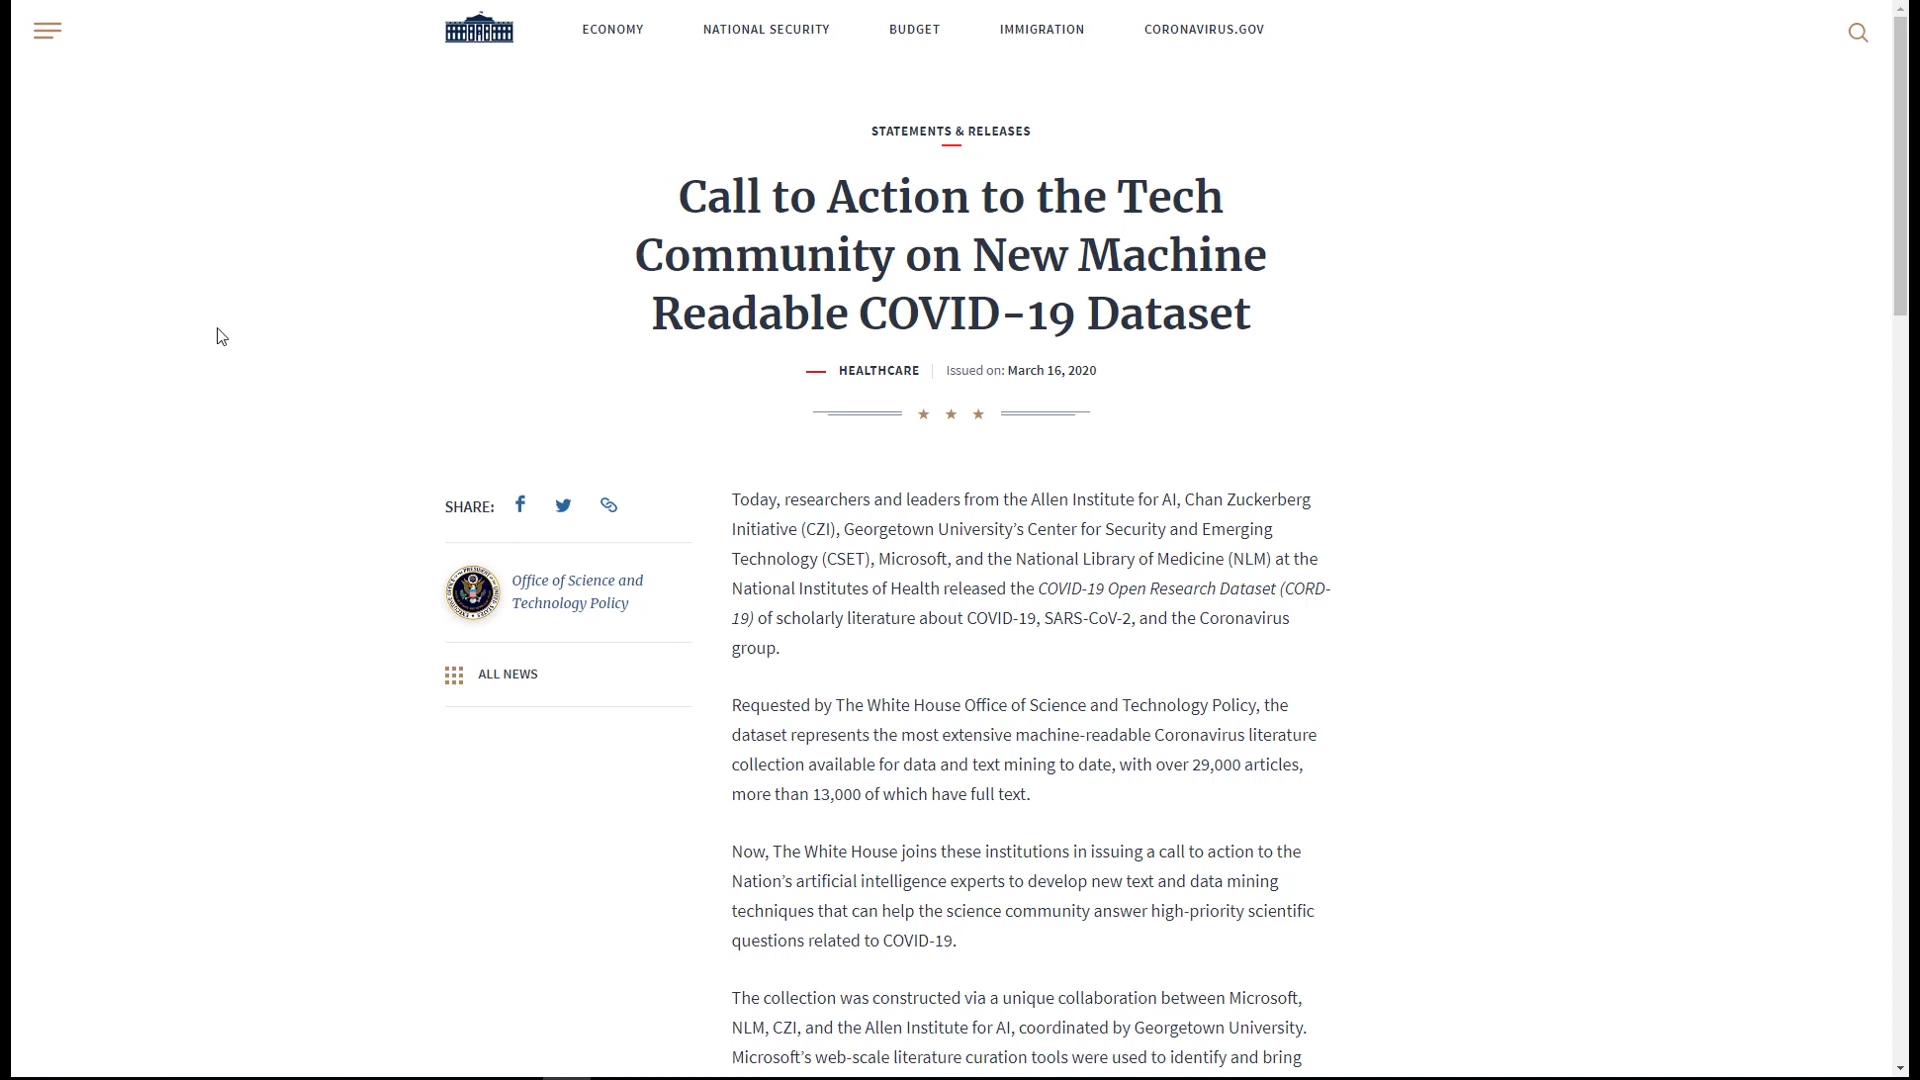 ECONOMY NATIONAL SECURITY BUDGET IMMIGRATION CORONAVIRUS.GOV
STATEMENTS & RELEASES
Call to Action to the Tech
Community on New Machine
Readable COVID-19 Dataset
HEALTHCARE Issued on: March 16, 2020
SHARE:
Office of Science and
Technology Policy
ALL NEWS
Today, researchers and leaders from the Allen Institute for AI, Chan Zuckerberg
Initiative (CZI), Georgetown University’s Center for Security and Emerging
Technology (CSET), Microsoft, and the National Library of Medicine (NLM) at the
National Institutes of Health released the COVID-19 Open Research Dataset (CORD-
19) of scholarly literature about COVID-19, SARS-CoV-2, and the Coronavirus
group.
Requested by The White House Office of Science and Technology Policy, the
dataset represents the most extensive machine-readable Coronavirus literature
collection available for data and text mining to date, with over 29,000 articles,
more than 13,000 of which have full text.
Now, The White House joins these institutions in issuing a call to action to the
Nation’s artificial intelligence experts to develop new text and data mining
techniques that can help the science community answer high-priority scientific
questions related to COVID-19.
The collection was constructed via a unique collaboration between Microsoft,
NLM, CZI, and the Allen Institute for AI, coordinated by Georgetown University.
Microsoft’s web-scale literature curation tools were used to identify and bring